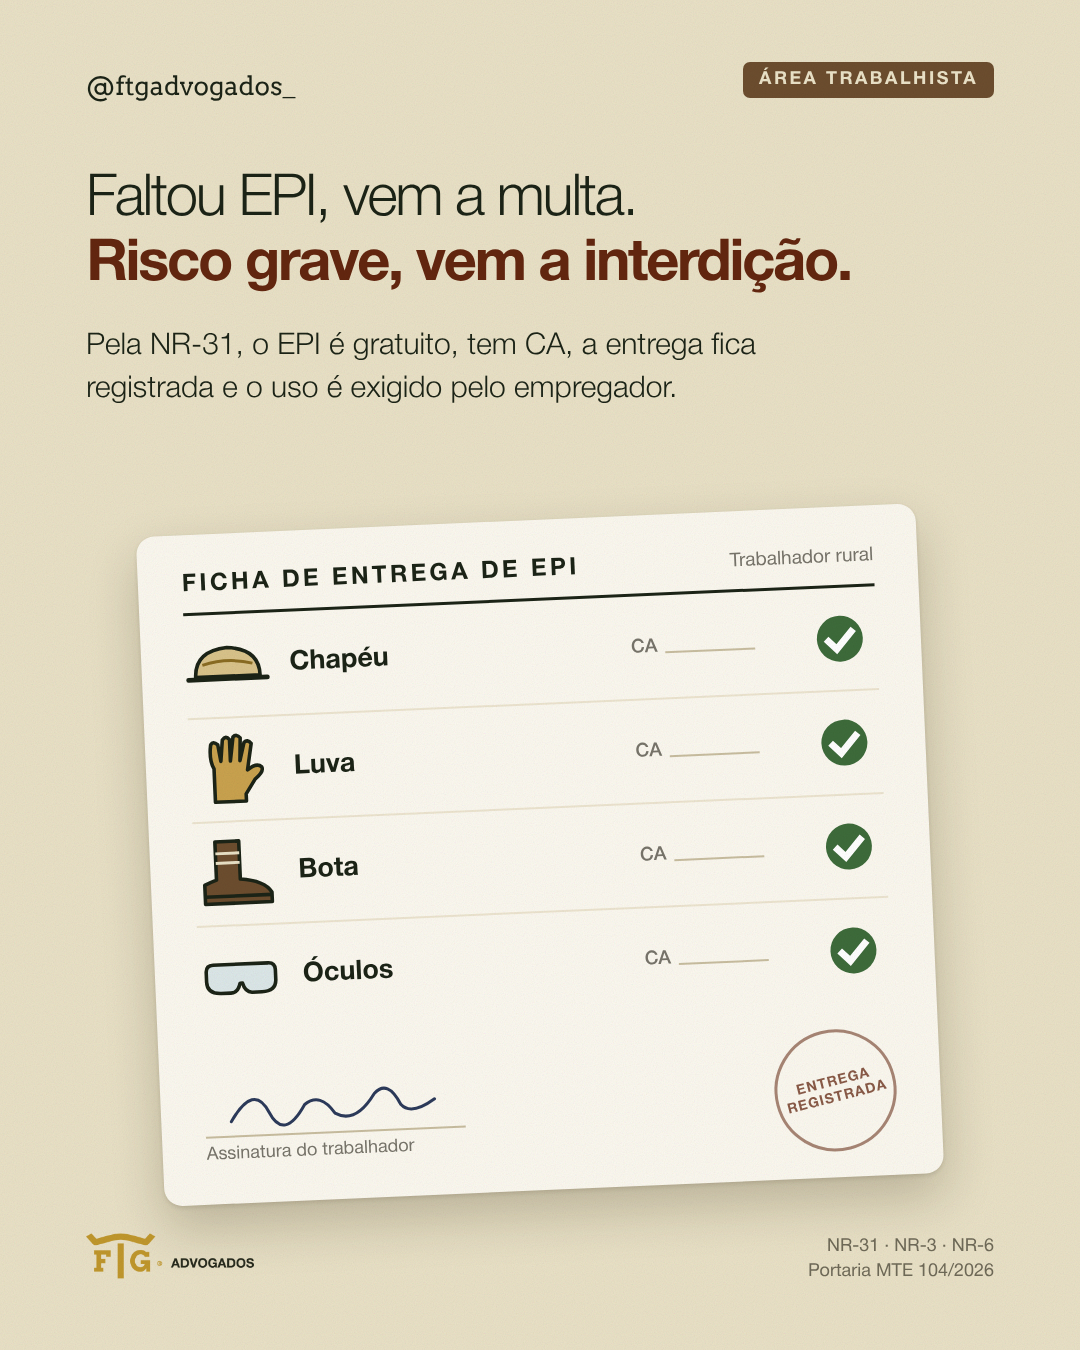 @ftgadvogados_
ÁREA TRABALHISTA
Faltou EPI, vem a multa.
Risco grave, vem a interdição.
Pela NR-31, o EPI é gratuito, tem CA, a entrega fica
registrada e o uso é exigido pelo empregador.
FICHA DE ENTREGA DE EPI
Trabalhador rural
Chapéu
CA
Luva
CA
Bota
CA
Óculos
CA
ENTREGA
REGISTRADA
Assinatura do trabalhador
FTG ADVOGADOS
NR-31 · NR-3 · NR-6
Portaria MTE 104/2026